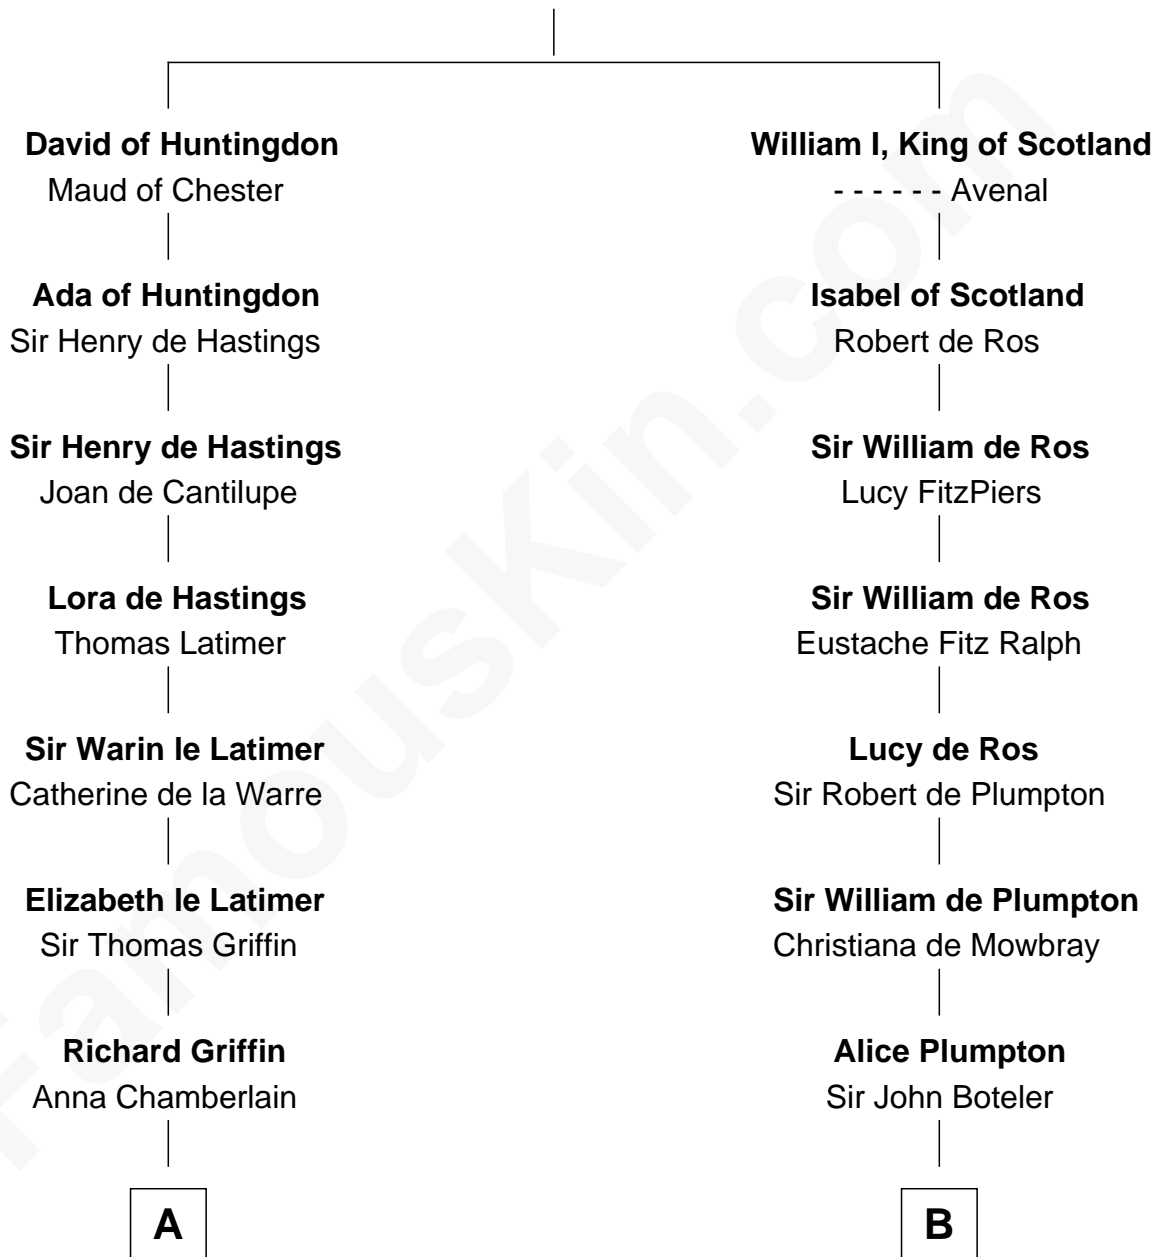 David of Huntingdon
Maud of Chester
Ada of Huntingdon
Sir Henry de Hastings
Sir Henry de Hastings
Joan de Cantilupe
Lora de Hastings
Thomas Latimer
Sir Warin le Latimer
Catherine de la Warre
Elizabeth le Latimer
Sir Thomas Griffin
Richard Griffin
Anna Chamberlain
A
William I, King of Scotland
- - - - - - Avenal
Isabel of Scotland
Robert de Ros
Sir William de Ros
Lucy FitzPiers
Sir William de Ros
Eustache Fitz Ralph
Lucy de Ros
Sir Robert de Plumpton
Sir William de Plumpton
Christiana de Mowbray
Alice Plumpton
Sir John Boteler
B
FamousKin.com